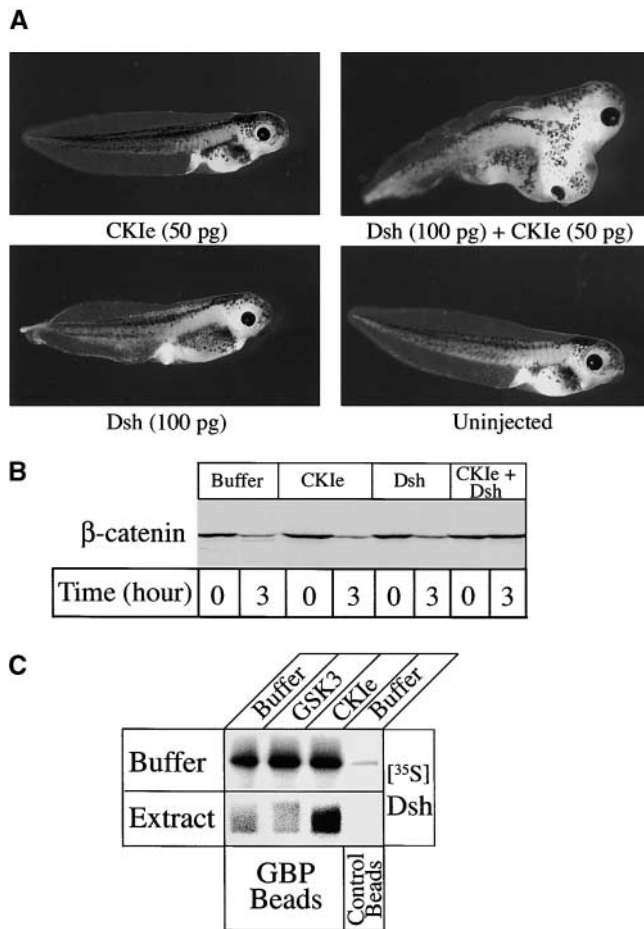 A
CKIe (50 pg)
Dsh (100 pg) + CKIe (50 pg)
Dsh (100 pg)
Uninjected
B
Buffer CKIe Dsh CKIe + Dsh
β-catenin
Time (hour) 0 3 0 3 0 3 0 3
C
Buffer GSK3 CKIe Buffer
Buffer
Extract
[³⁵S] Dsh
GBP Beads
Control Beads